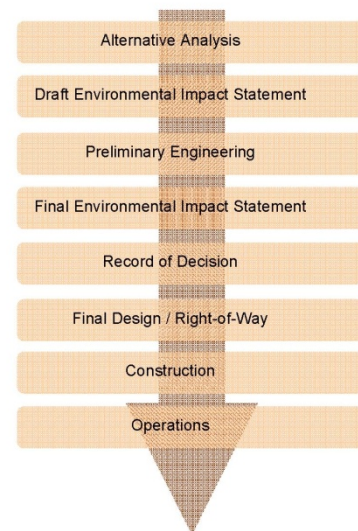 Alternative Analysis
Draft Environmental Impact Statement
Preliminary Engineering
Final Environmental Impact Statement
Record of Decision
Final Design / Right-of-Way
Construction
Operations